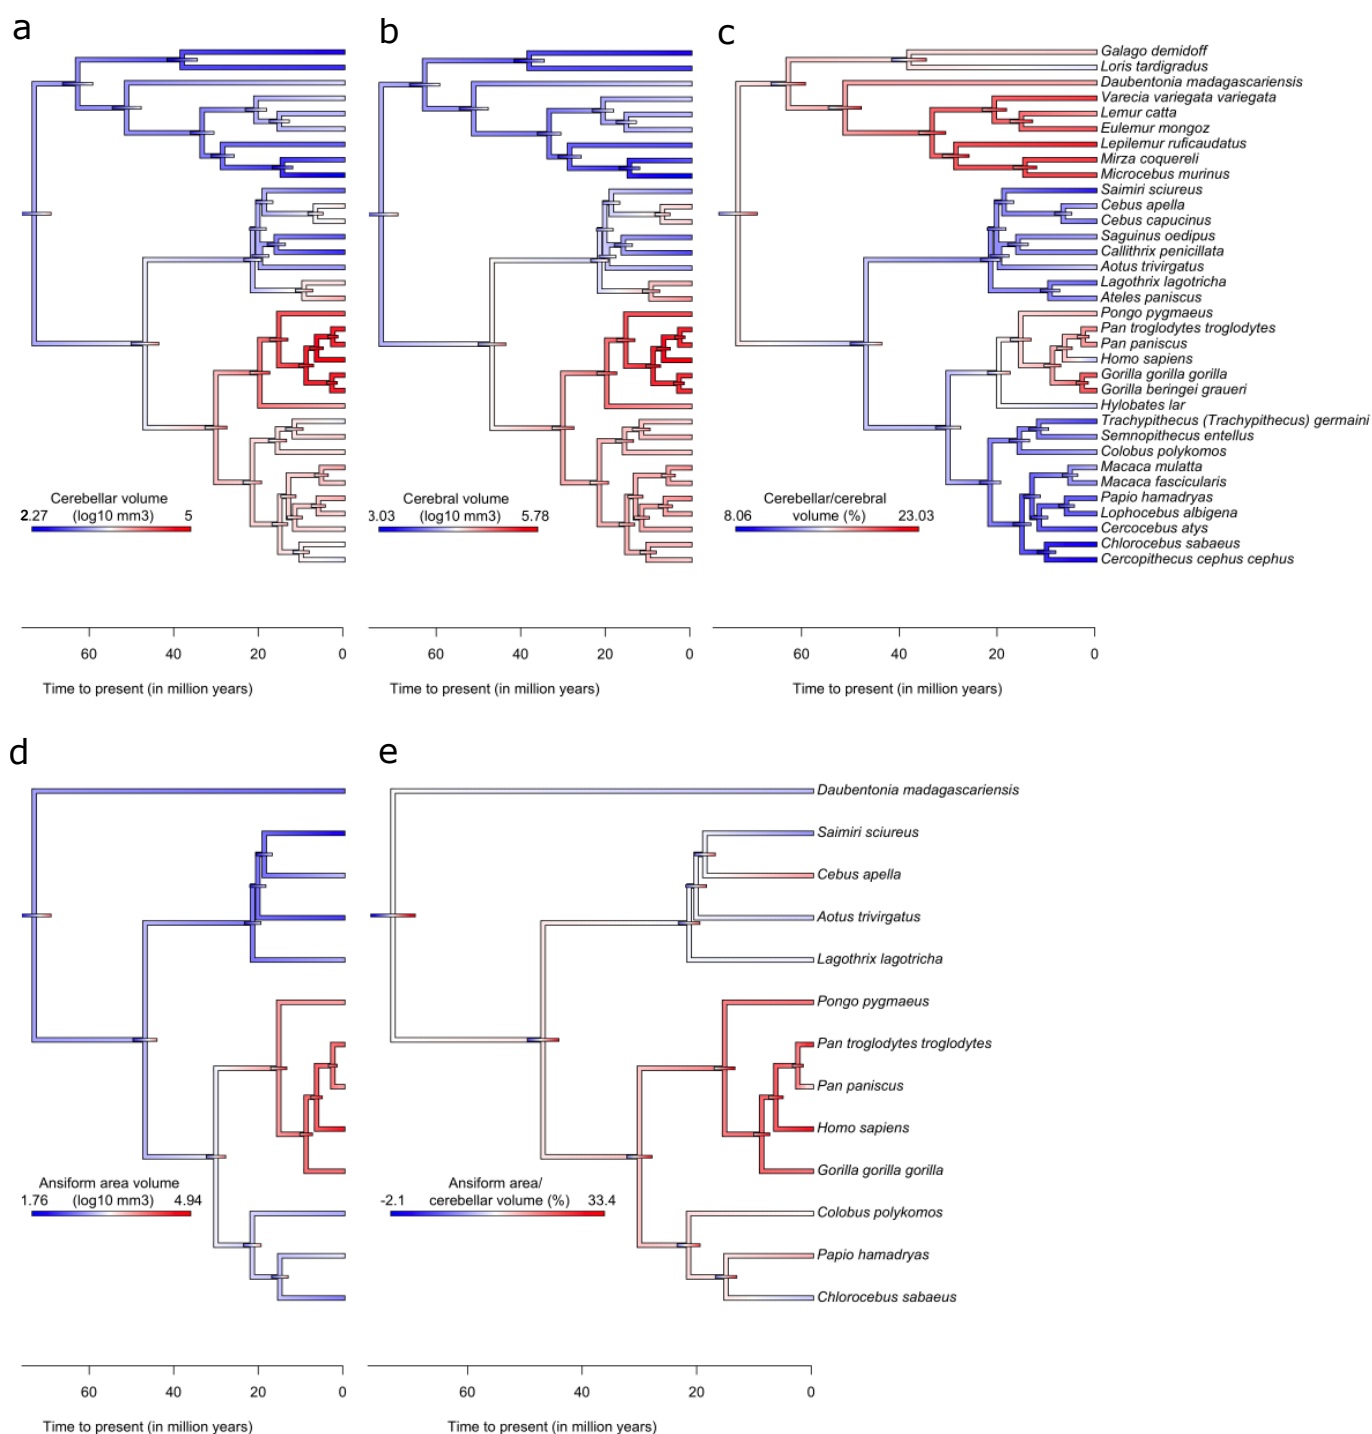 a
b
c
Galago demidoff
Loris tardigradus
Daubentonia madagascariensis
Varecia variegata variegata
Lemur catta
Eulemur mongoz
Lepilemur ruficaudatus
Mirza coquereli
Microcebus murinus
Saimiri sciureus
Cebus apella
Cebus capucinus
Saguinus oedipus
Callithrix penicillata
Aotus trivirgatus
Lagothrix lagotricha
Ateles paniscus
Pongo pygmaeus
Pan troglodytes troglodytes
Pan paniscus
Homo sapiens
Gorilla gorilla gorilla
Gorilla beringei graueri
Hylobates lar
Trachypithecus (Trachypithecus) germaini
Semnopithecus entellus
Colobus polykomos
Macaca mulatta
Macaca fascicularis
Papio hamadryas
Lophocebus albigena
Cercocebus atys
Chlorocebus sabaeus
Cercopithecus cephus cephus
Cerebellar volume
2.27 (log10 mm3) 5
Cerebral volume
3.03 (log10 mm3) 5.78
Cerebellar/cerebral
8.06 volume (%) 23.03
60 40 20 0
Time to present (in million years)
60 40 20 0
Time to present (in million years)
60 40 20 0
Time to present (in million years)
d
e
Daubentonia madagascariensis
Saimiri sciureus
Cebus apella
Aotus trivirgatus
Lagothrix lagotricha
Pongo pygmaeus
Pan troglodytes troglodytes
Pan paniscus
Homo sapiens
Gorilla gorilla gorilla
Colobus polykomos
Papio hamadryas
Chlorocebus sabaeus
Ansiform area volume
1.76 (log10 mm3) 4.94
Ansiform area/
-2.1 cerebellar volume (%) 33.4
60 40 20 0
Time to present (in million years)
60 40 20 0
Time to present (in million years)